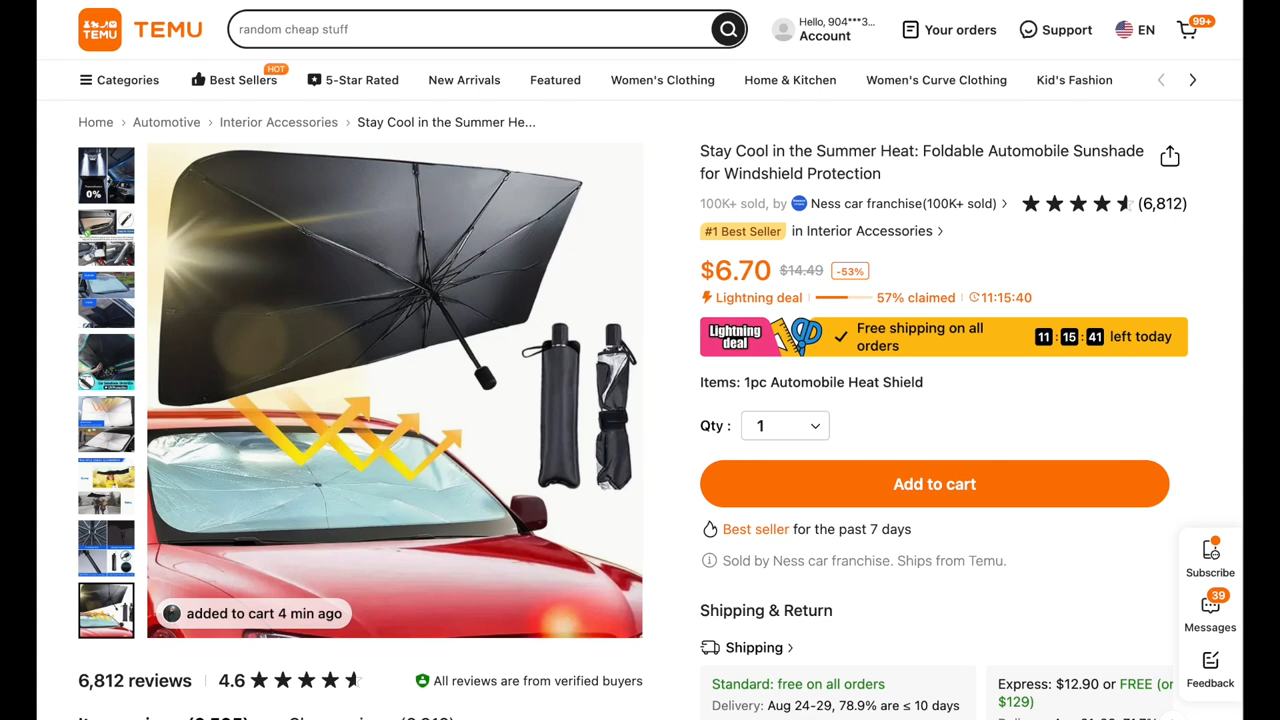 TEMU
TEMU
random cheap stuff
Hello, 904***3...
Account
Your orders
Support
EN
99+
Categories
Best Sellers
HOT
5-Star Rated
New Arrivals
Featured
Women's Clothing
Home & Kitchen
Women's Curve Clothing
Kid's Fashion
Home › Automotive › Interior Accessories › Stay Cool in the Summer He...
0%
added to cart 4 min ago
6,812 reviews
4.6
All reviews are from verified buyers
Stay Cool in the Summer Heat: Foldable Automobile Sunshade
for Windshield Protection
100K+ sold, by Ness car franchise(100K+ sold) ›
(6,812)
#1 Best Seller in Interior Accessories ›
$6.70 $14.49 -53%
Lightning deal 57% claimed 11:15:40
Lightning
deal
Free shipping on all
orders
11:15:41 left today
Items: 1pc Automobile Heat Shield
Qty : 1
Add to cart
Best seller for the past 7 days
Sold by Ness car franchise. Ships from Temu.
Shipping & Return
Shipping ›
Standard: free on all orders
Delivery: Aug 24-29, 78.9% are ≤ 10 days
Express: $12.90 or FREE (or
$129)
Subscribe
39
Messages
Feedback